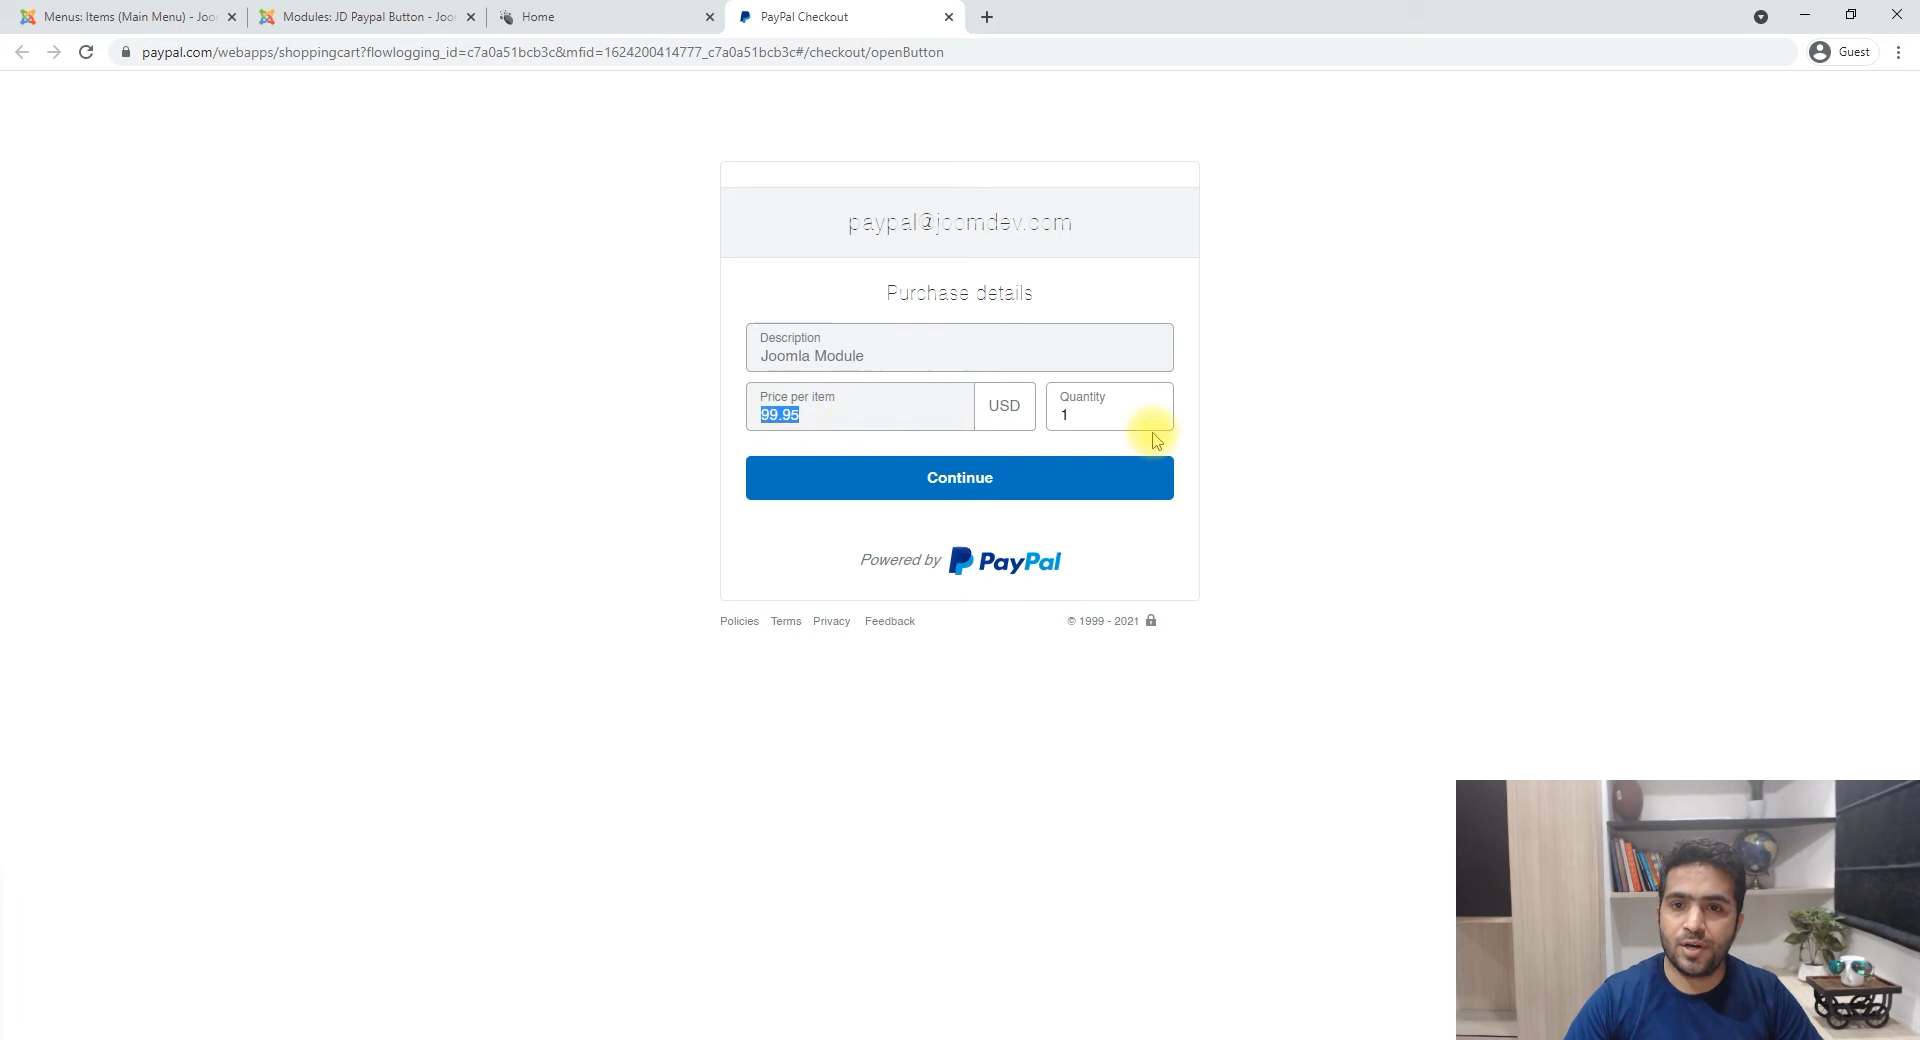 Menus: Items (Main Menu) - Joo
Modules: JD Paypal Button - Joo
Home
PayPal Checkout
paypal.com/webapps/shoppingcart?flowlogging_id=c7a0a51bcb3c&mfid=1624200414777_c7a0a51bcb3c#/checkout/openButton
Guest
paypal@joomdev.com
Purchase details
Description
Joomla Module
Price per item
99.95
USD
Quantity
1
Continue
Powered by PayPal
Policies Terms Privacy Feedback © 1999 - 2021